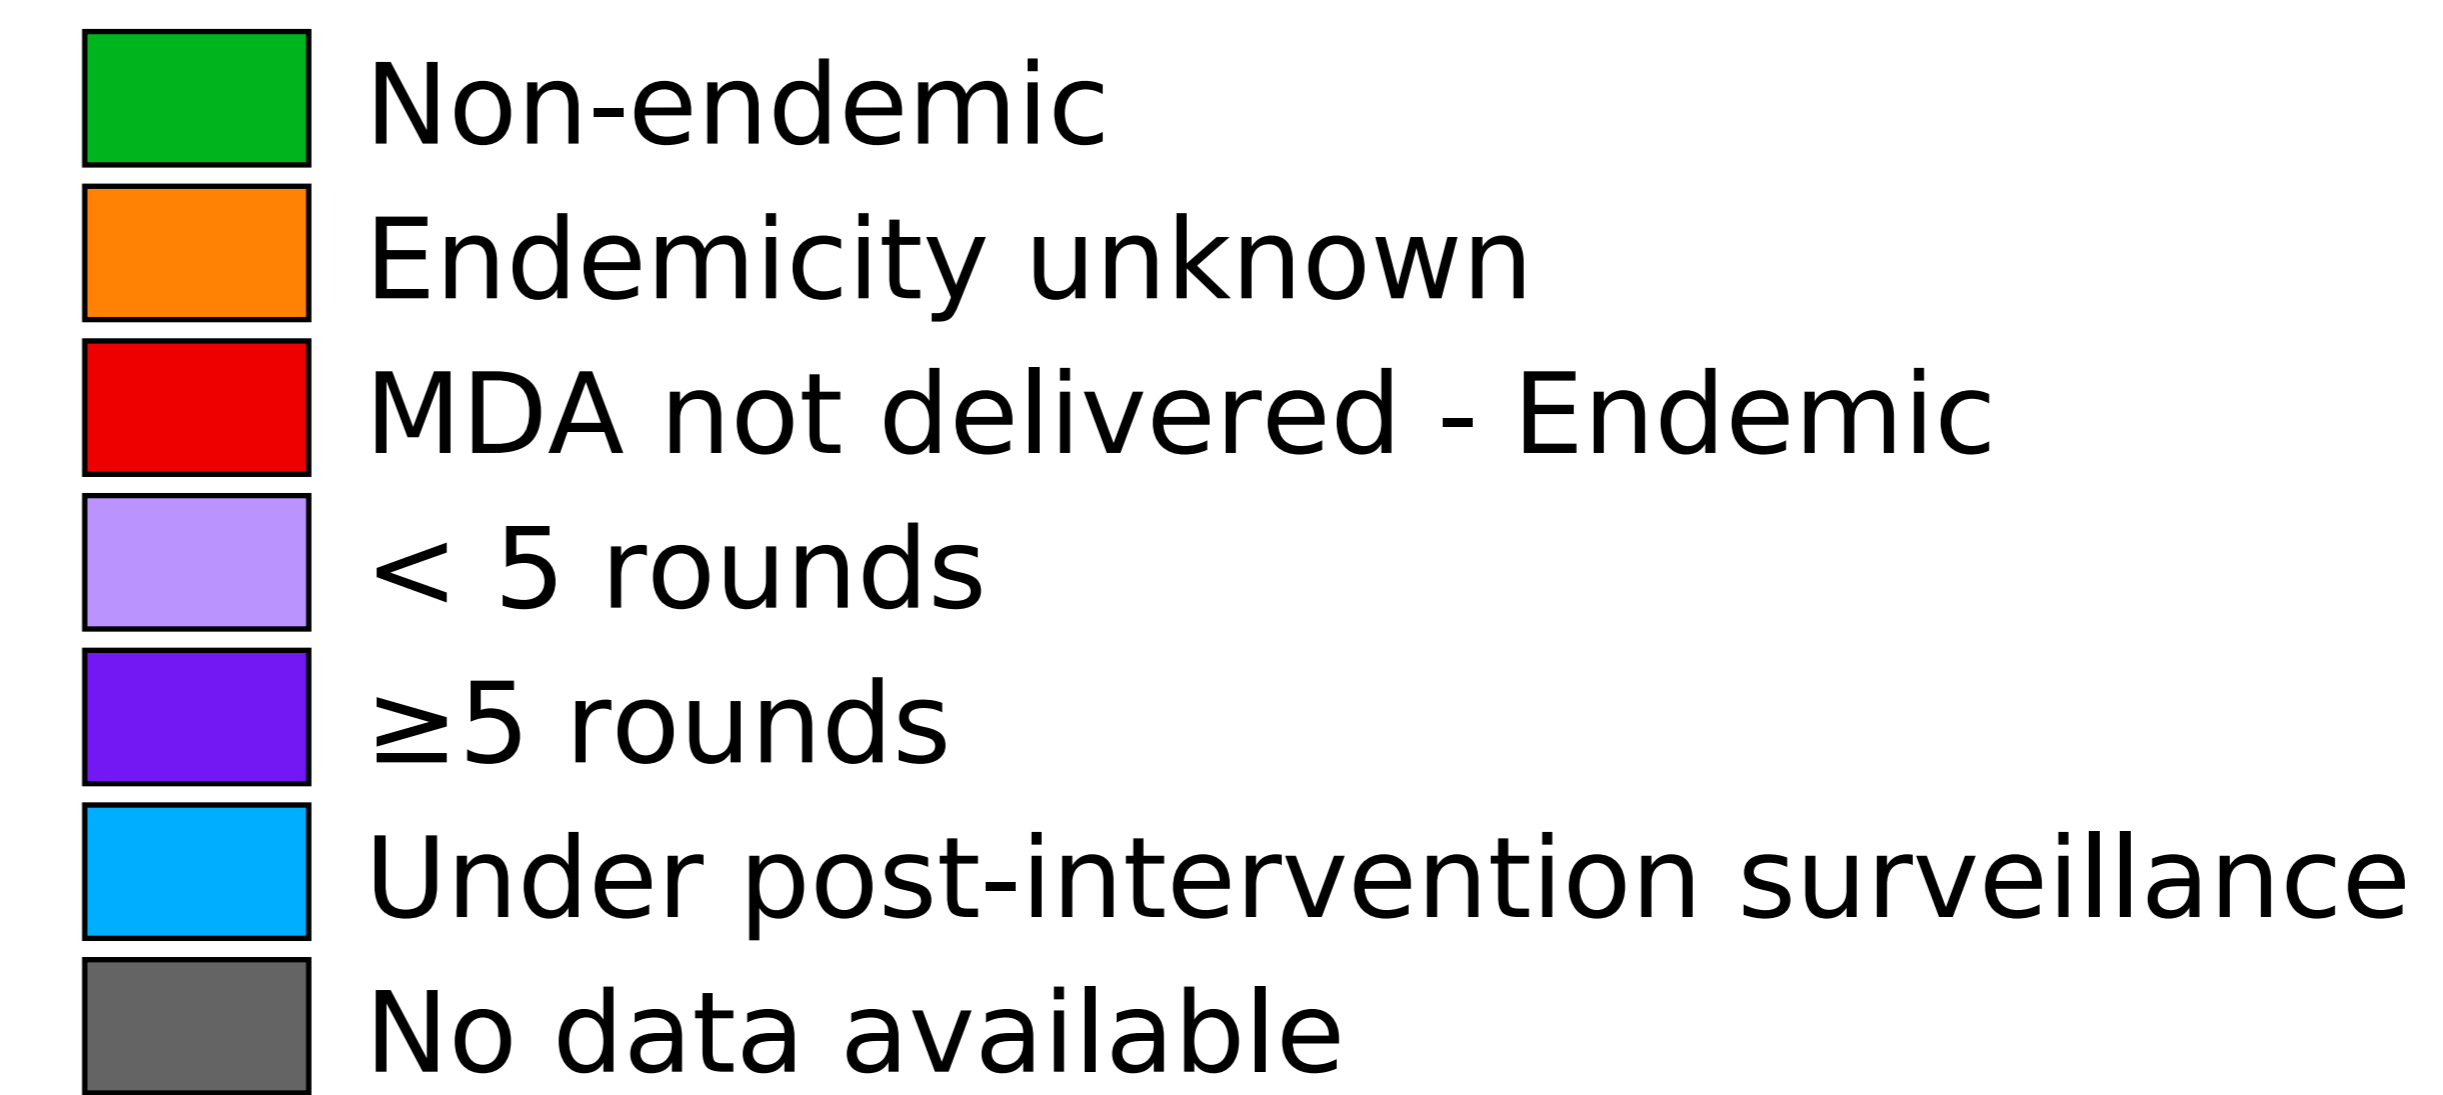 Non-endemic
Endemicity unknown
MDA not delivered - Endemic
< 5 rounds
≥5 rounds
Under post-intervention surveillance
No data available